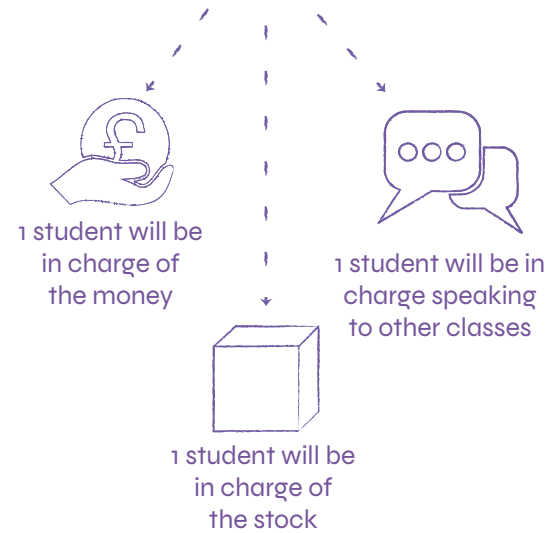 1 student will be
in charge of
the money
1 student will be in
charge speaking
to other classes
1 student will be
in charge of
the stock